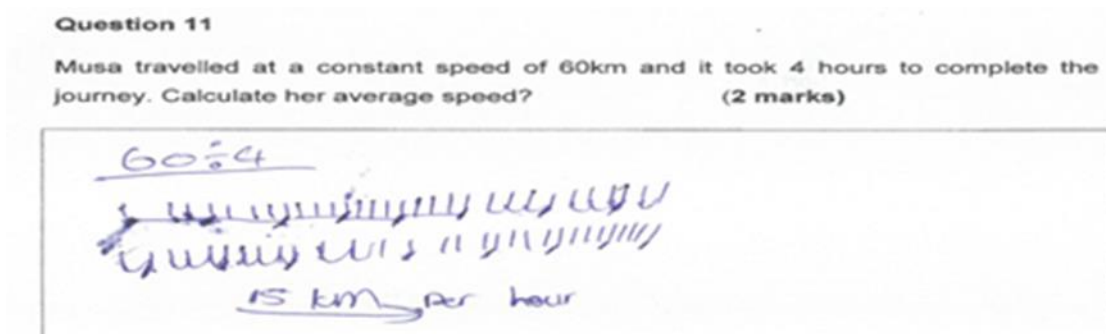 Question 11
Musa travelled at a constant speed of 60km and it took 4 hours to complete the
journey. Calculate her average speed? (2 marks)
60÷4
15 km per hour